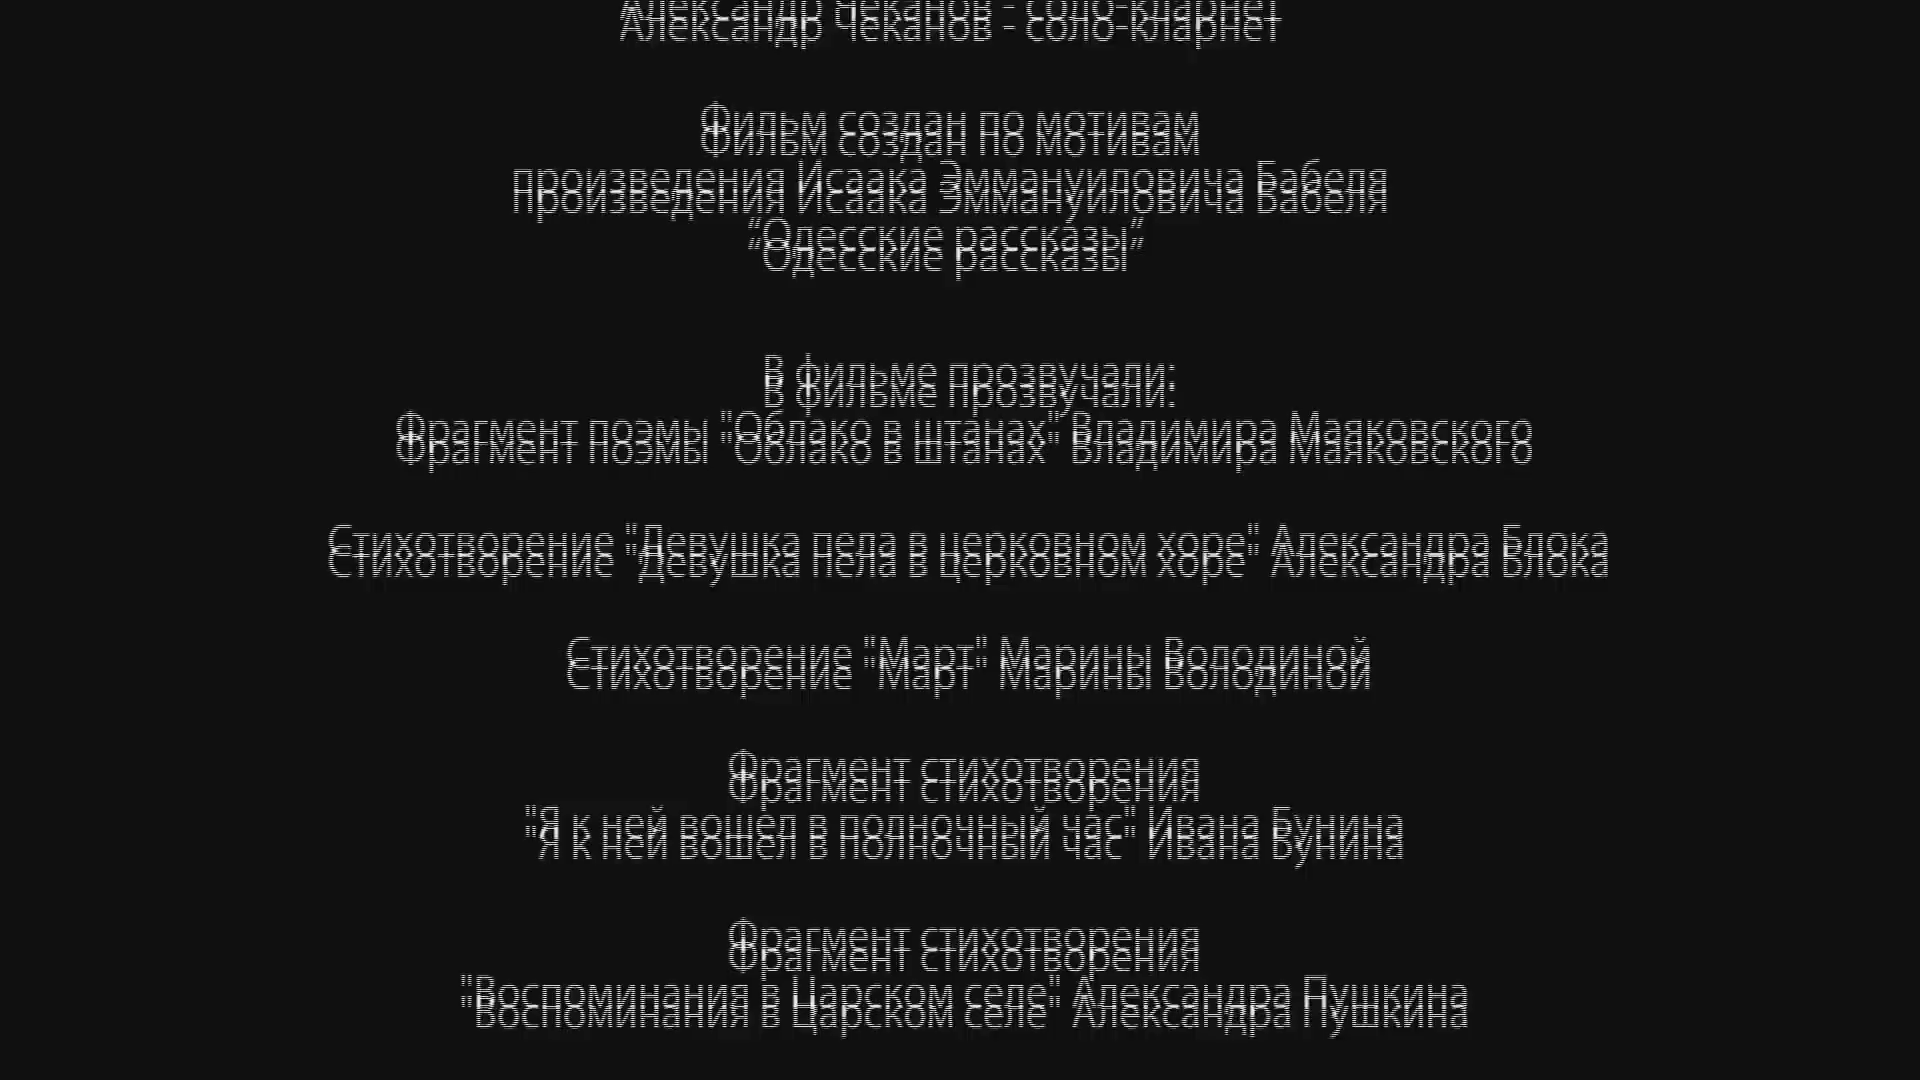 Александр Чеканов - соло-кларнет
Фильм создан по мотивам
произведения Исаака Эммануиловича Бабеля
“Одесские рассказы”
В фильме прозвучали:
Фрагмент поэмы "Облако в штанах" Владимира Маяковского
Стихотворение "Девушка пела в церковном хоре" Александра Блока
Стихотворение "Март" Марины Володиной
Фрагмент стихотворения
"Я к ней вошел в полночный час" Ивана Бунина
Фрагмент стихотворения
"Воспоминания в Царском селе" Александра Пушкина